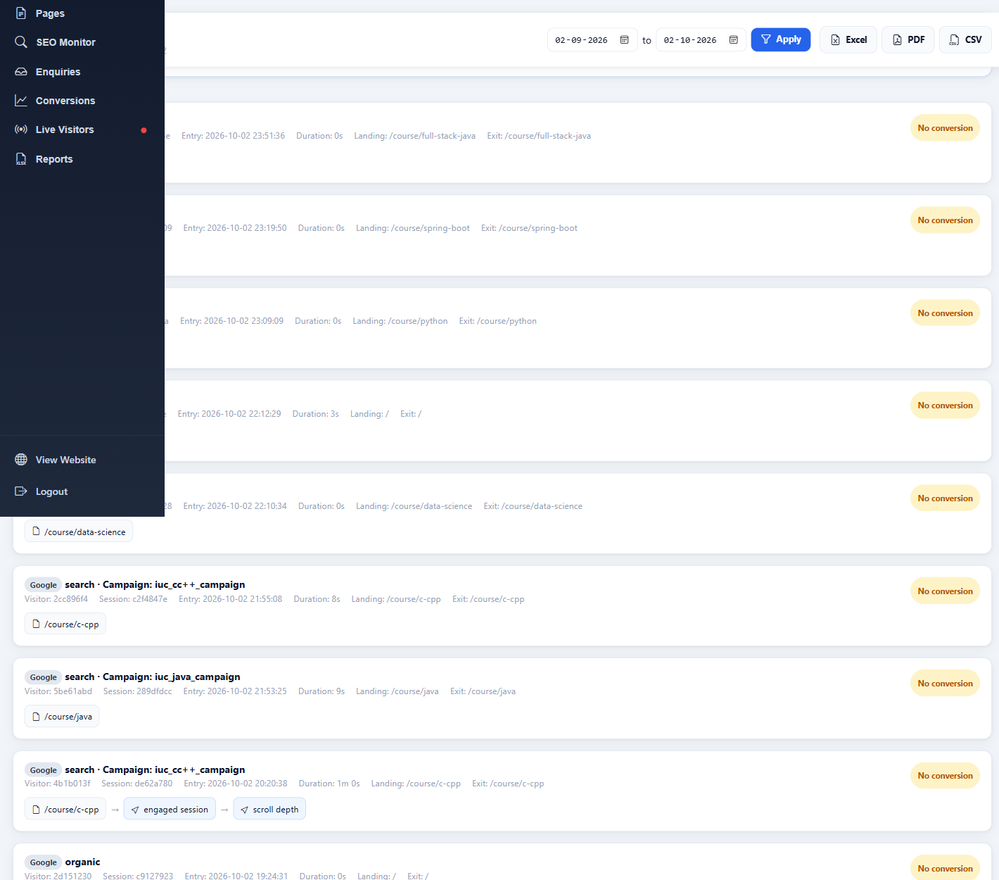 Pages
SEO Monitor
Enquiries
Conversions
Live Visitors
Reports
View Website
Logout
02-09-2026 to 02-10-2026 Apply Excel PDF CSV
Entry: 2026-10-02 23:51:36 Duration: 0s Landing: /course/full-stack-java Exit: /course/full-stack-java
No conversion
09 Entry: 2026-10-02 23:19:50 Duration: 0s Landing: /course/spring-boot Exit: /course/spring-boot
No conversion
a Entry: 2026-10-02 23:09:09 Duration: 0s Landing: /course/python Exit: /course/python
No conversion
e Entry: 2026-10-02 22:12:29 Duration: 3s Landing: / Exit: /
No conversion
28 Entry: 2026-10-02 22:10:34 Duration: 0s Landing: /course/data-science Exit: /course/data-science
No conversion
/course/data-science
Google search · Campaign: iuc_cc++_campaign
No conversion
Visitor: 2cc896f4 Session: c2f4847e Entry: 2026-10-02 21:55:08 Duration: 8s Landing: /course/c-cpp Exit: /course/c-cpp
/course/c-cpp
Google search · Campaign: iuc_java_campaign
No conversion
Visitor: 5be61abd Session: 289dfdcc Entry: 2026-10-02 21:53:25 Duration: 9s Landing: /course/java Exit: /course/java
/course/java
Google search · Campaign: iuc_cc++_campaign
No conversion
Visitor: 4b1b013f Session: de62a780 Entry: 2026-10-02 20:20:38 Duration: 1m 0s Landing: /course/c-cpp Exit: /course/c-cpp
/course/c-cpp → engaged session → scroll depth
Google organic
No conversion
Visitor: 2d151230 Session: c9127923 Entry: 2026-10-02 19:24:31 Duration: 0s Landing: / Exit: /